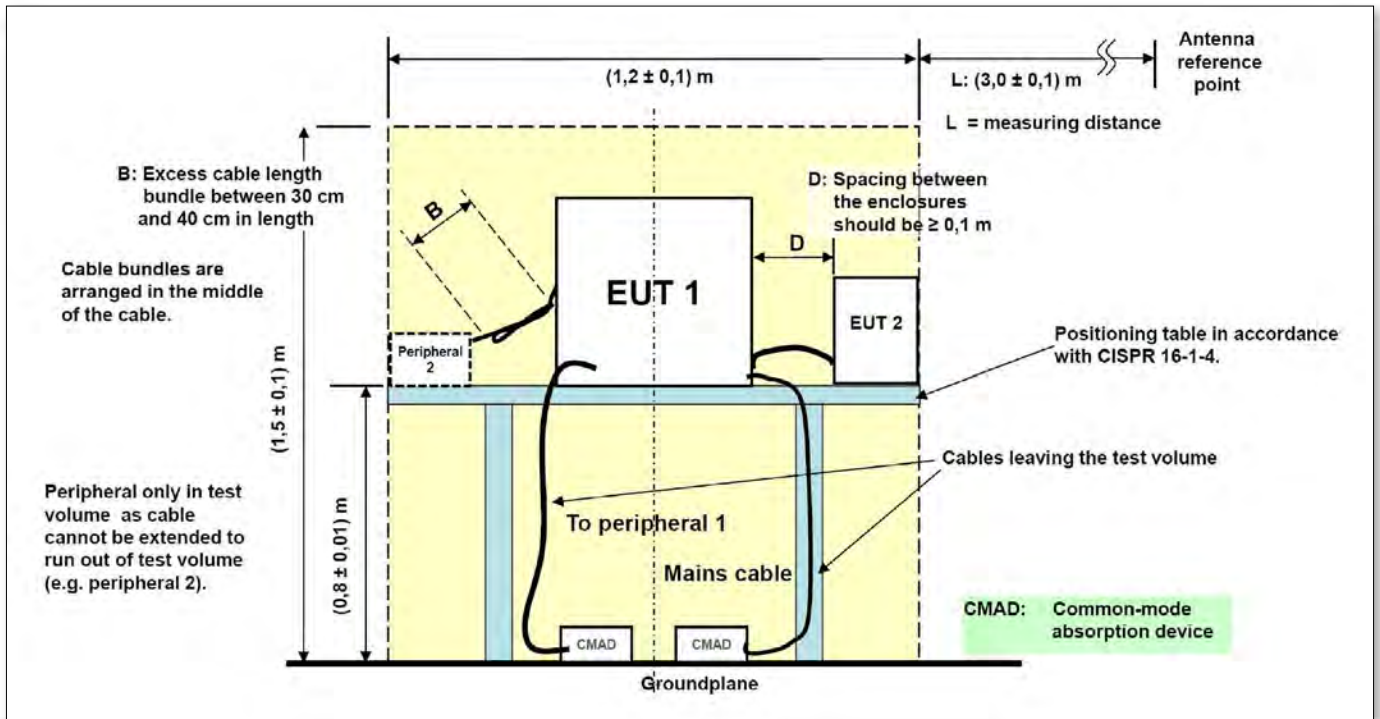 Antenna
reference
point
(1,2 ± 0,1) m
L: (3,0 ± 0,1) m
L = measuring distance
B: Excess cable length
bundle between 30 cm
and 40 cm in length
B
D: Spacing between
the enclosures
should be ≥ 0,1 m
D
Cable bundles are
arranged in the middle
of the cable.
EUT 1
EUT 2
Peripheral
2
Positioning table in accordance
with CISPR 16-1-4.
(1,5 ± 0,1) m
Cables leaving the test volume
Peripheral only in test
volume as cable
cannot be extended to
run out of test volume
(e.g. peripheral 2).
(0,8 ± 0,01) m
To peripheral 1
Mains cable
CMAD: Common-mode
absorption device
CMAD
CMAD
Groundplane